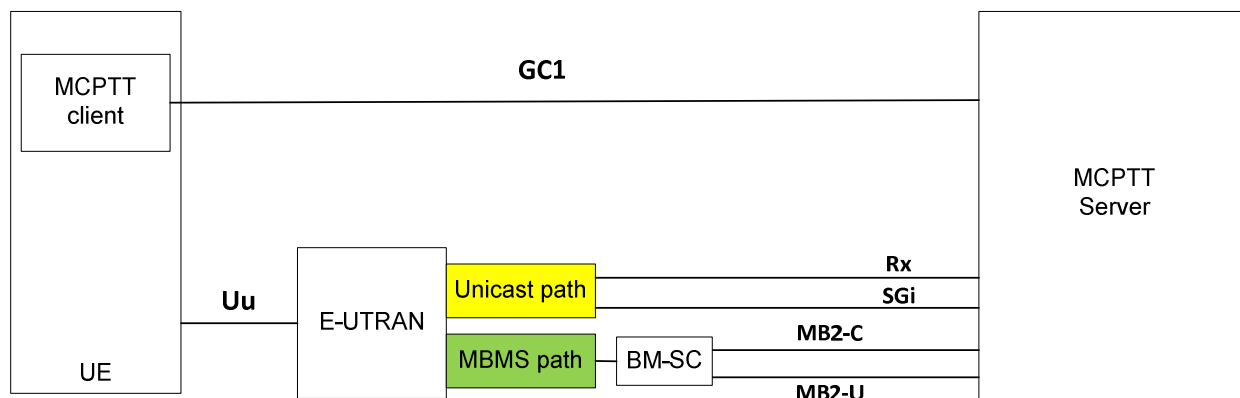 GC1
MCPTT
client
MCPTT
Server
Rx
Unicast path
SGi
Uu
E-UTRAN
MB2-C
MBMS path
BM-SC
UE
MB2-U